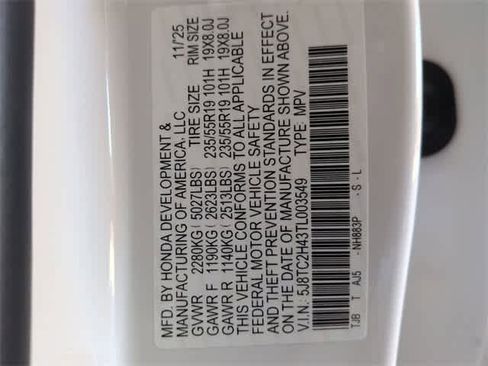 MFD. BY HONDA DEVELOPMENT &
MANUFACTURING OF AMERICA, LLC. 11/'25
GVWR 2280KG ( 5027LBS) TIRE SIZE RIM SIZE
GAWR F 1190KG ( 2623LBS) 235/55R19 101H 19X8.0J
GAWR R 1140KG ( 2513LBS) 235/55R19 101H 19X8.0J
THIS VEHICLE CONFORMS TO ALL APPLICABLE
FEDERAL MOTOR VEHICLE SAFETY
AND THEFT PREVENTION STANDARDS IN EFFECT
ON THE DATE OF MANUFACTURE SHOWN ABOVE.
V.I.N.: 5J8TC2H43TL003549 TYPE: MPV
TJB T AJ5 - NH883P - S - L